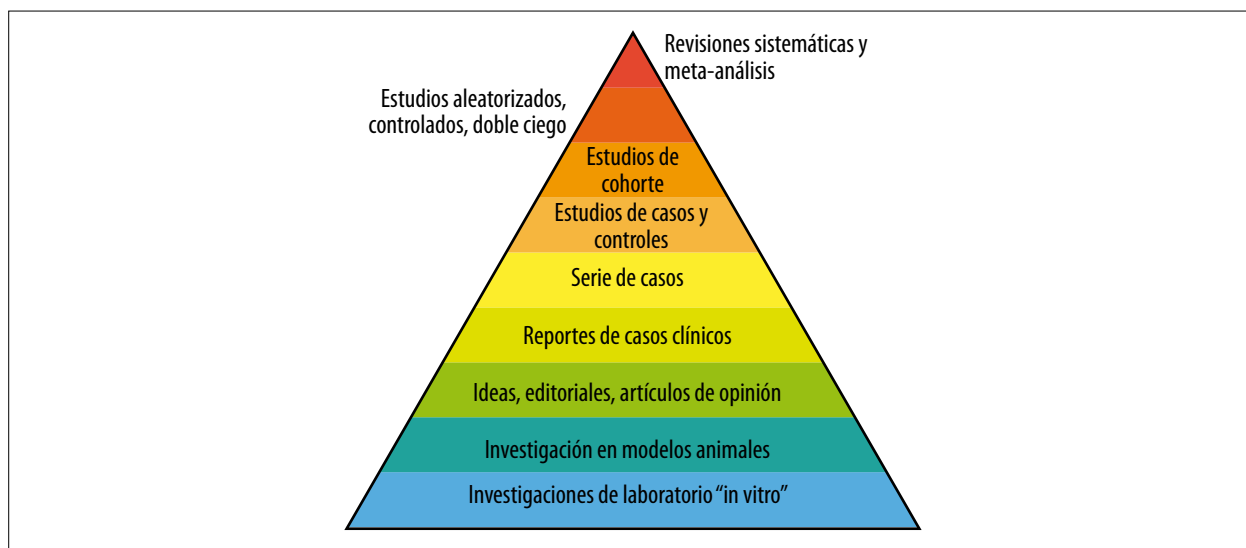 Revisiones sistemáticas y
meta-análisis
Estudios aleatorizados,
controlados, doble ciego
Estudios de
cohorte
Estudios de casos y
controles
Serie de casos
Reportes de casos clínicos
Ideas, editoriales, artículos de opinión
Investigación en modelos animales
Investigaciones de laboratorio “in vitro”